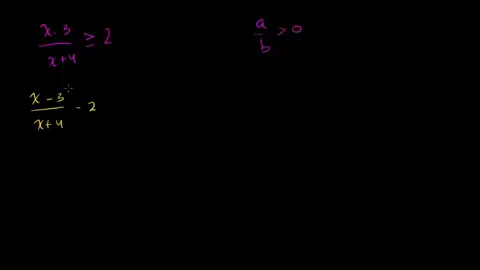 (x - 3)/(x + 4) ≥ 2
a/b > 0
(x - 3)/(x + 4) - 2